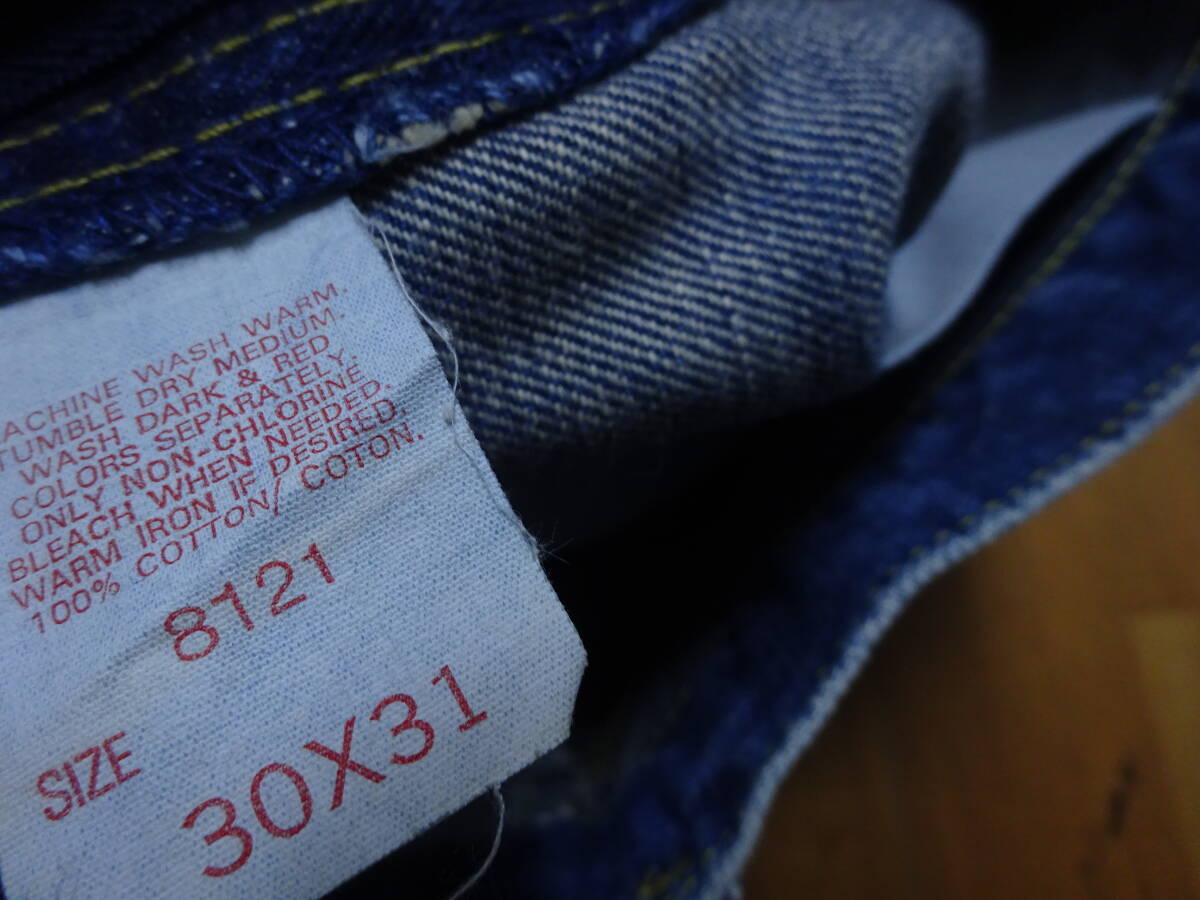 ACHINE WASH WARM.
TUMBLE DRY MEDIUM.
WASH DARK & RED
COLORS SEPARATELY.
ONLY NON-CHLORINE
BLEACH WHEN NEEDED.
WARM IRON IF DESIRED.
100% COTTON/ COTON.
8121
SIZE 30X31